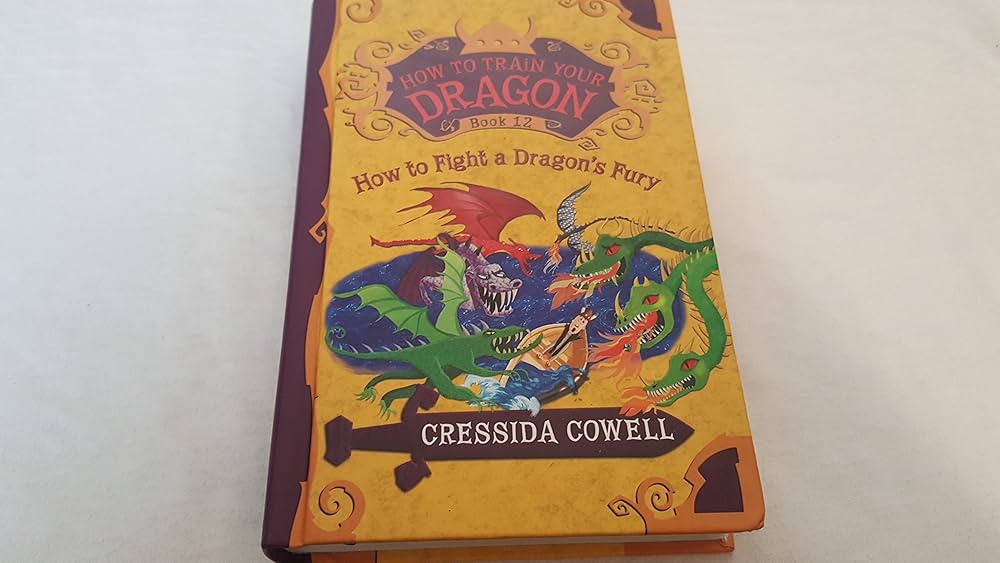 HOW TO TRAiN YOUR
DRAGON
Book 12
How to Fight a Dragon's Fury
CRESSIDA COWELL